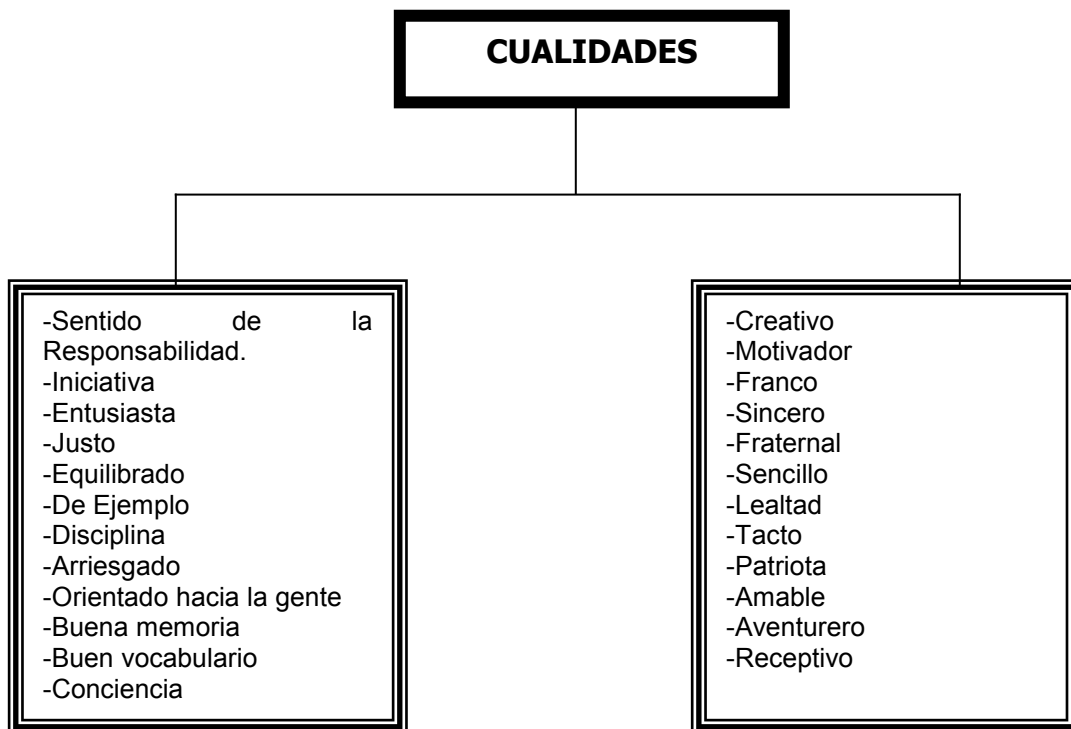 CUALIDADES
-Sentido de la
Responsabilidad.
-Iniciativa
-Entusiasta
-Justo
-Equilibrado
-De Ejemplo
-Disciplina
-Arriesgado
-Orientado hacia la gente
-Buena memoria
-Buen vocabulario
-Conciencia
-Creativo
-Motivador
-Franco
-Sincero
-Fraternal
-Sencillo
-Lealtad
-Tacto
-Patriota
-Amable
-Aventurero
-Receptivo